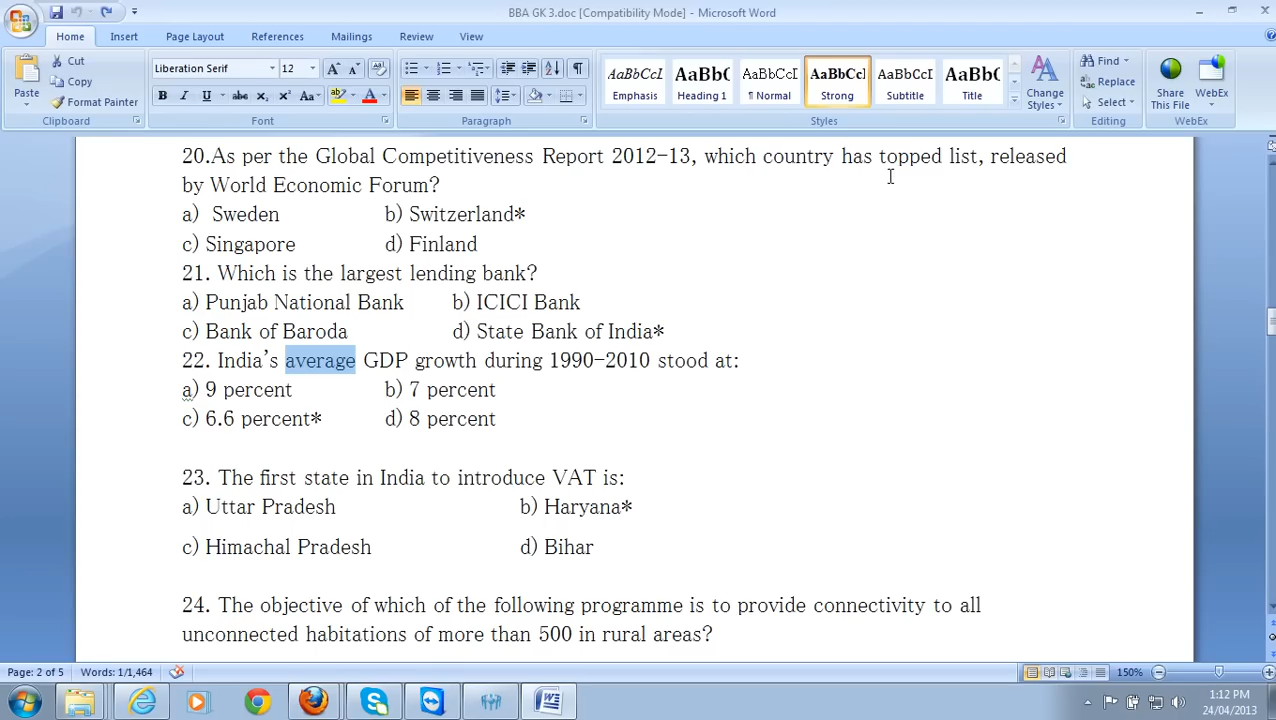 BBA GK 3.doc [Compatibility Mode] - Microsoft Word
Home Insert Page Layout References Mailings Review View
Paste
Cut
Copy
Format Painter
Clipboard
Liberation Serif 12
Font
Paragraph
AaBbCcI AaBbC AaBbCcI AaBbCc AaBbCcI AaBb(
Emphasis Heading 1 ¶ Normal Strong Subtitle Title
Change Styles
Styles
Find
Replace
Select
Editing
Share This File
WebEx
WebEx
20.As per the Global Competitiveness Report 2012-13, which country has topped list, released
by World Economic Forum?
a) Sweden b) Switzerland*
c) Singapore d) Finland
21. Which is the largest lending bank?
a) Punjab National Bank b) ICICI Bank
c) Bank of Baroda d) State Bank of India*
22. India's average GDP growth during 1990-2010 stood at:
a) 9 percent b) 7 percent
c) 6.6 percent* d) 8 percent
23. The first state in India to introduce VAT is:
a) Uttar Pradesh b) Haryana*
c) Himachal Pradesh d) Bihar
24. The objective of which of the following programme is to provide connectivity to all
unconnected habitations of more than 500 in rural areas?
Page: 2 of 5 Words: 1/1,464 150%
1:12 PM
24/04/2013